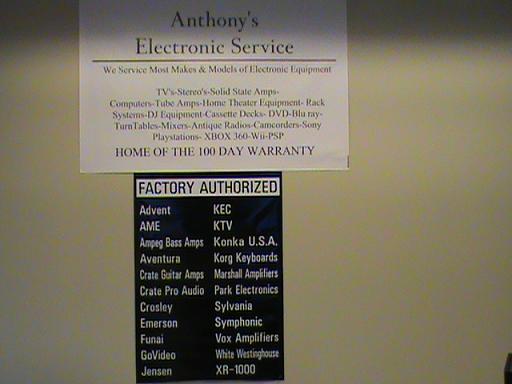 Anthony's
Electronic Service
We Service Most Makes & Models of Electronic Equipment
TV's-Stereo's-Solid State Amps-
Computers-Tube Amps-Home Theater Equipment- Rack
Systems-DJ Equipment-Cassette Decks- DVD-Blu ray-
TurnTables-Mixers-Antique Radios-Camcorders-Sony
Playstations- XBOX 360-Wii-PSP
HOME OF THE 100 DAY WARRANTY
FACTORY AUTHORIZED
Advent KEC
AME KTV
Ampeg Bass Amps Konka U.S.A.
Aventura Korg Keyboards
Crate Guitar Amps Marshall Amplifiers
Crate Pro Audio Park Electronics
Crosley Sylvania
Emerson Symphonic
Funai Vox Amplifiers
GoVideo White Westinghouse
Jensen XR-1000